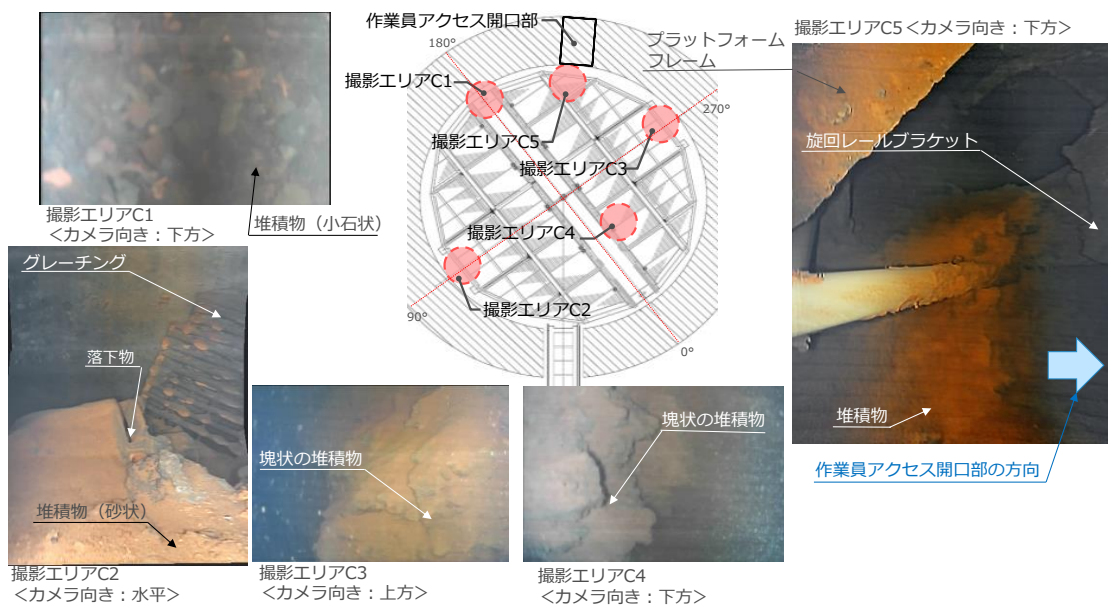 作業員アクセス開口部
180°
プラットフォーム
フレーム
撮影エリアC5<カメラ向き：下方>
撮影エリアC1
270°
撮影エリアC5
撮影エリアC3
旋回レールブラケット
撮影エリアC1
<カメラ向き：下方>
堆積物（小石状）
撮影エリアC4
グレーチング
撮影エリアC2
90°
0°
落下物
堆積物
塊状の堆積物
塊状の堆積物
作業員アクセス開口部の方向
堆積物（砂状）
撮影エリアC2
<カメラ向き：水平>
撮影エリアC3
<カメラ向き：上方>
撮影エリアC4
<カメラ向き：下方>